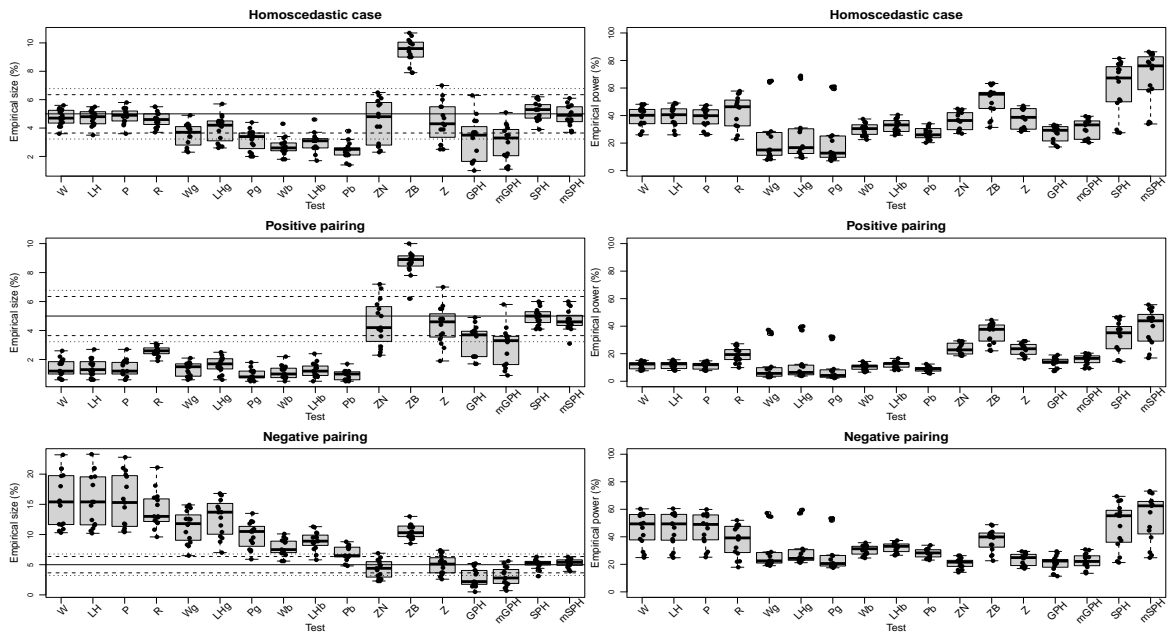 Homoscedastic case
Empirical size (%)
2 4 6 8 10
W LH P R Wg LHg Pg Wb LHb Pb ZN ZB Z GPH mGPH SPH mSPH
Test
Homoscedastic case
Empirical power (%)
0 20 40 60 80 100
W LH P R Wg LHg Pg Wb LHb Pb ZN ZB Z GPH mGPH SPH mSPH
Test
Positive pairing
Empirical size (%)
2 4 6 8 10
W LH P R Wg LHg Pg Wb LHb Pb ZN ZB Z GPH mGPH SPH mSPH
Test
Positive pairing
Empirical power (%)
0 20 40 60 80 100
W LH P R Wg LHg Pg Wb LHb Pb ZN ZB Z GPH mGPH SPH mSPH
Test
Negative pairing
Empirical size (%)
0 5 10 15 20
W LH P R Wg LHg Pg Wb LHb Pb ZN ZB Z GPH mGPH SPH mSPH
Test
Negative pairing
Empirical power (%)
0 20 40 60 80 100
W LH P R Wg LHg Pg Wb LHb Pb ZN ZB Z GPH mGPH SPH mSPH
Test